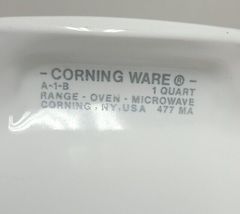 - CORNING WARE ® -
A-1-B 1 QUART
RANGE - OVEN - MICROWAVE
CORNING, NY. USA 477 MA